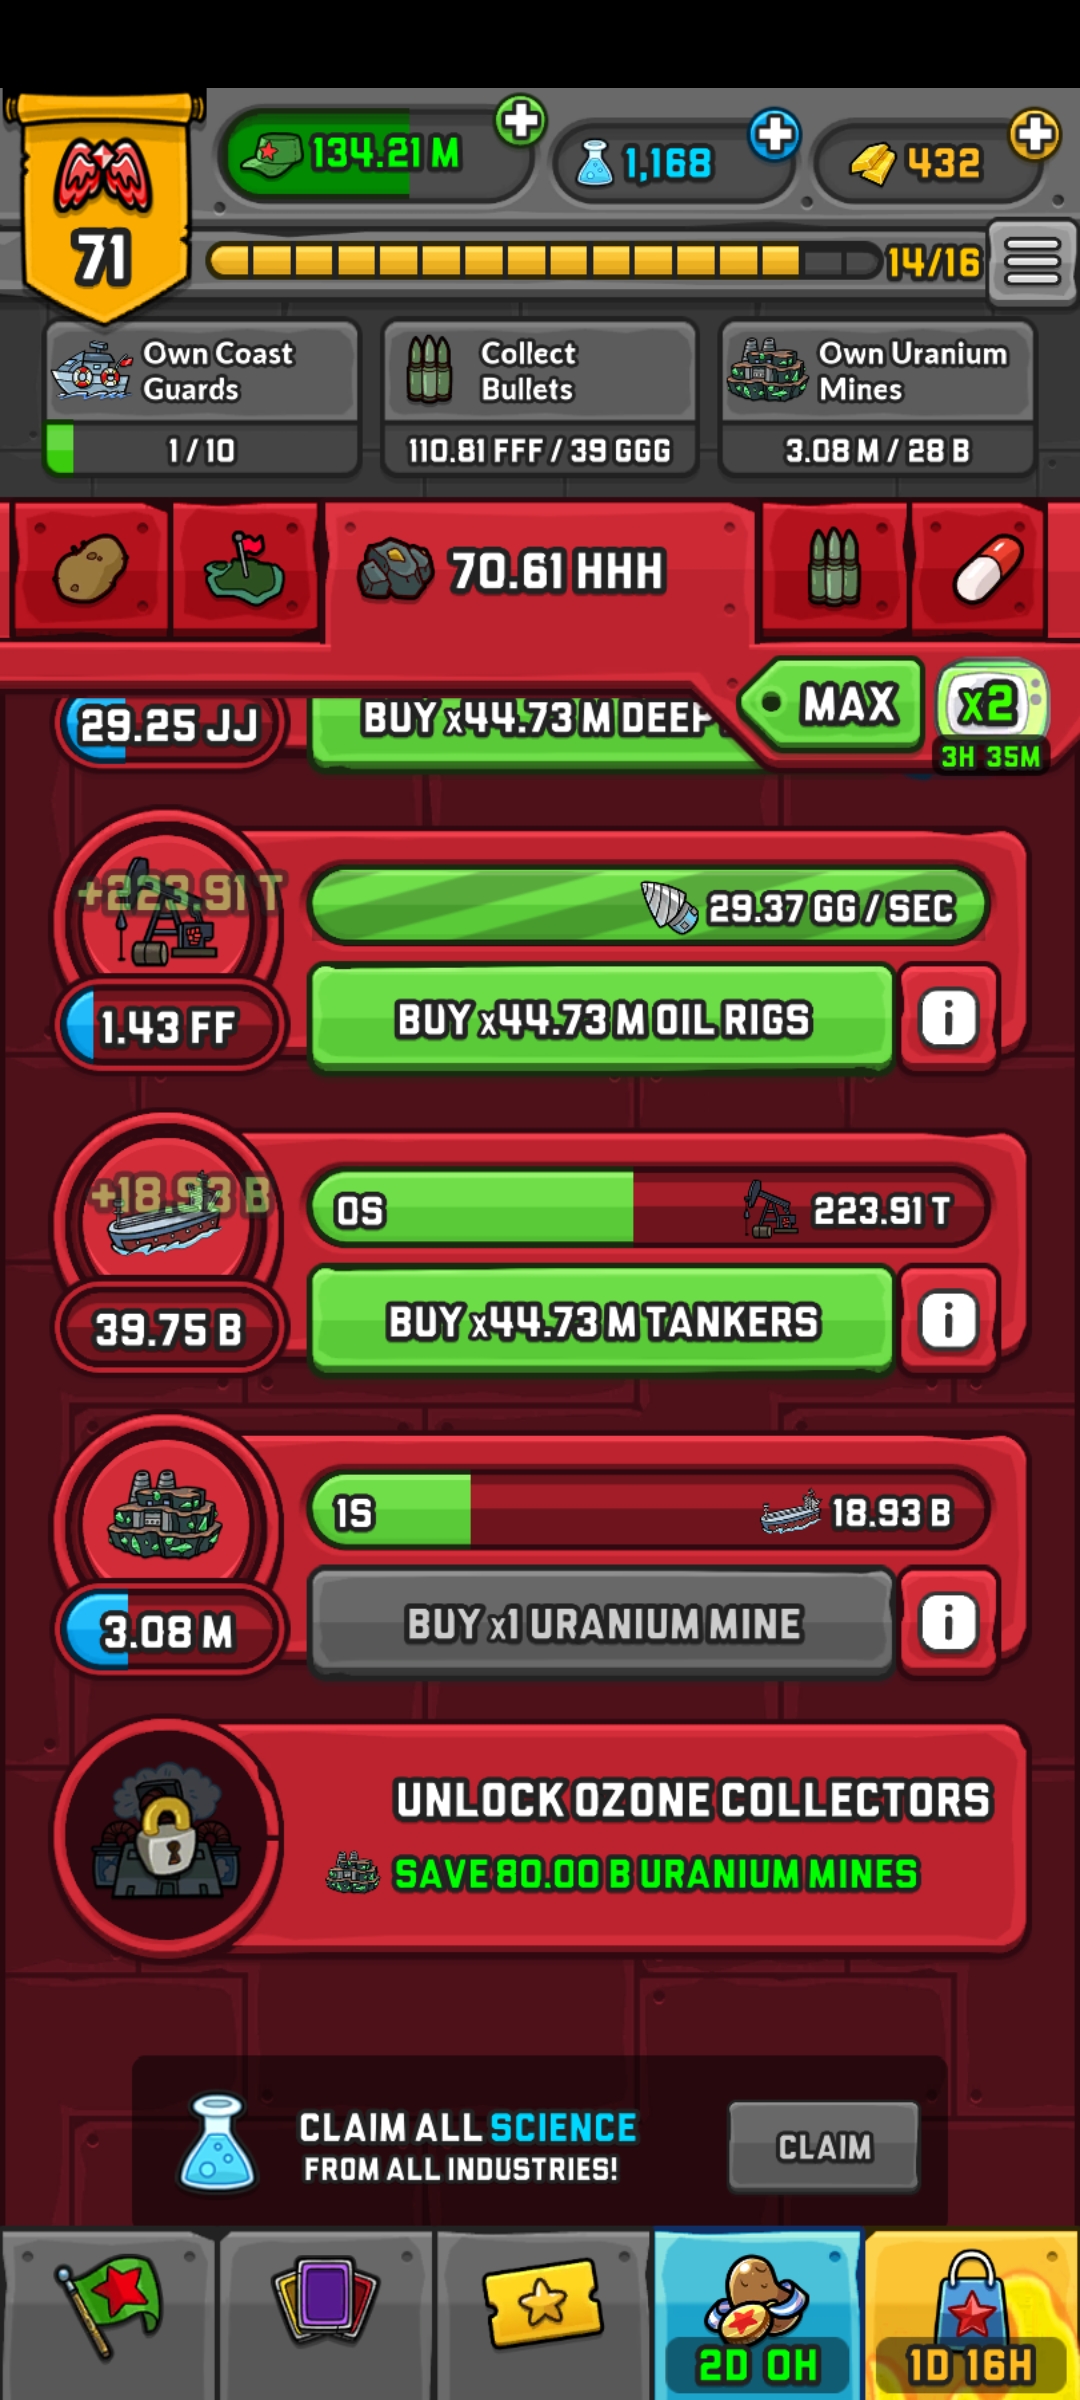 71
134.21 M
1,168
432
14/16
Own Coast
Guards
1 / 10
Collect
Bullets
110.81 FFF / 39 GGG
Own Uranium
Mines
3.08 M / 28 B
70.61 HHH
MAX
x2
3H 35M
29.25 JJ
BUY x44.73 M DEEP
+223.91 T
29.37 GG / SEC
1.43 FF
BUY x44.73 M OIL RIGS
i
+18.93 B
0S
223.91 T
39.75 B
BUY x44.73 M TANKERS
i
1S
18.93 B
3.08 M
BUY x1 URANIUM MINE
i
UNLOCK OZONE COLLECTORS
SAVE 80.00 B URANIUM MINES
CLAIM ALL SCIENCE
FROM ALL INDUSTRIES!
CLAIM
2D 0H
1D 16H